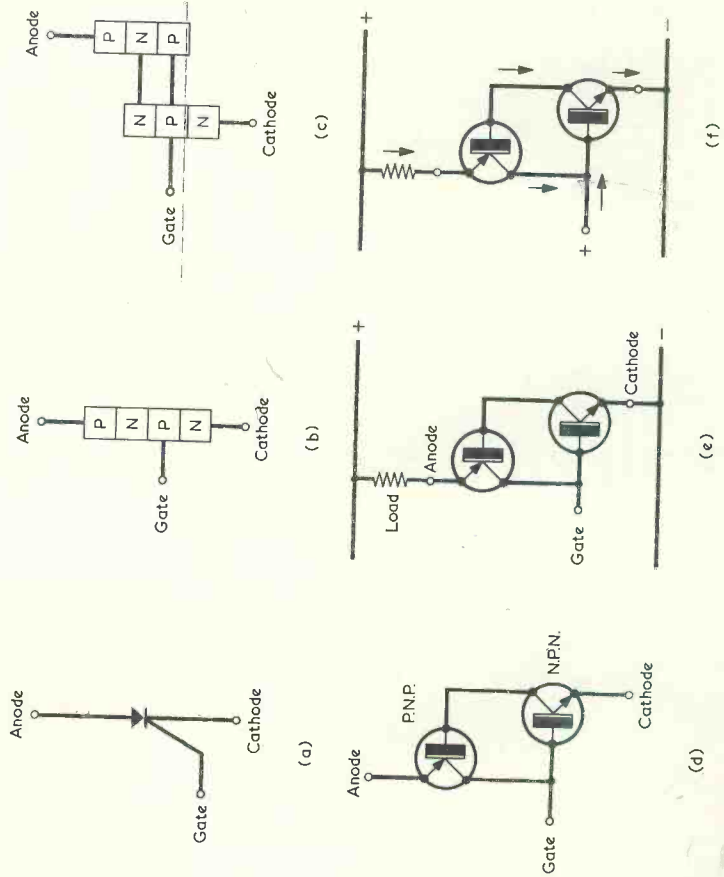 Anode
Gate
Cathode
(a)
Anode
P
N
P
N
Gate
Cathode
(b)
Anode
P
N
P
N
P
N
Gate
Cathode
(c)
Anode
P.N.P.
N.P.N.
Gate
Cathode
(d)
+
Load
Anode
Gate
Cathode
−
(e)
+
+
−
(f)